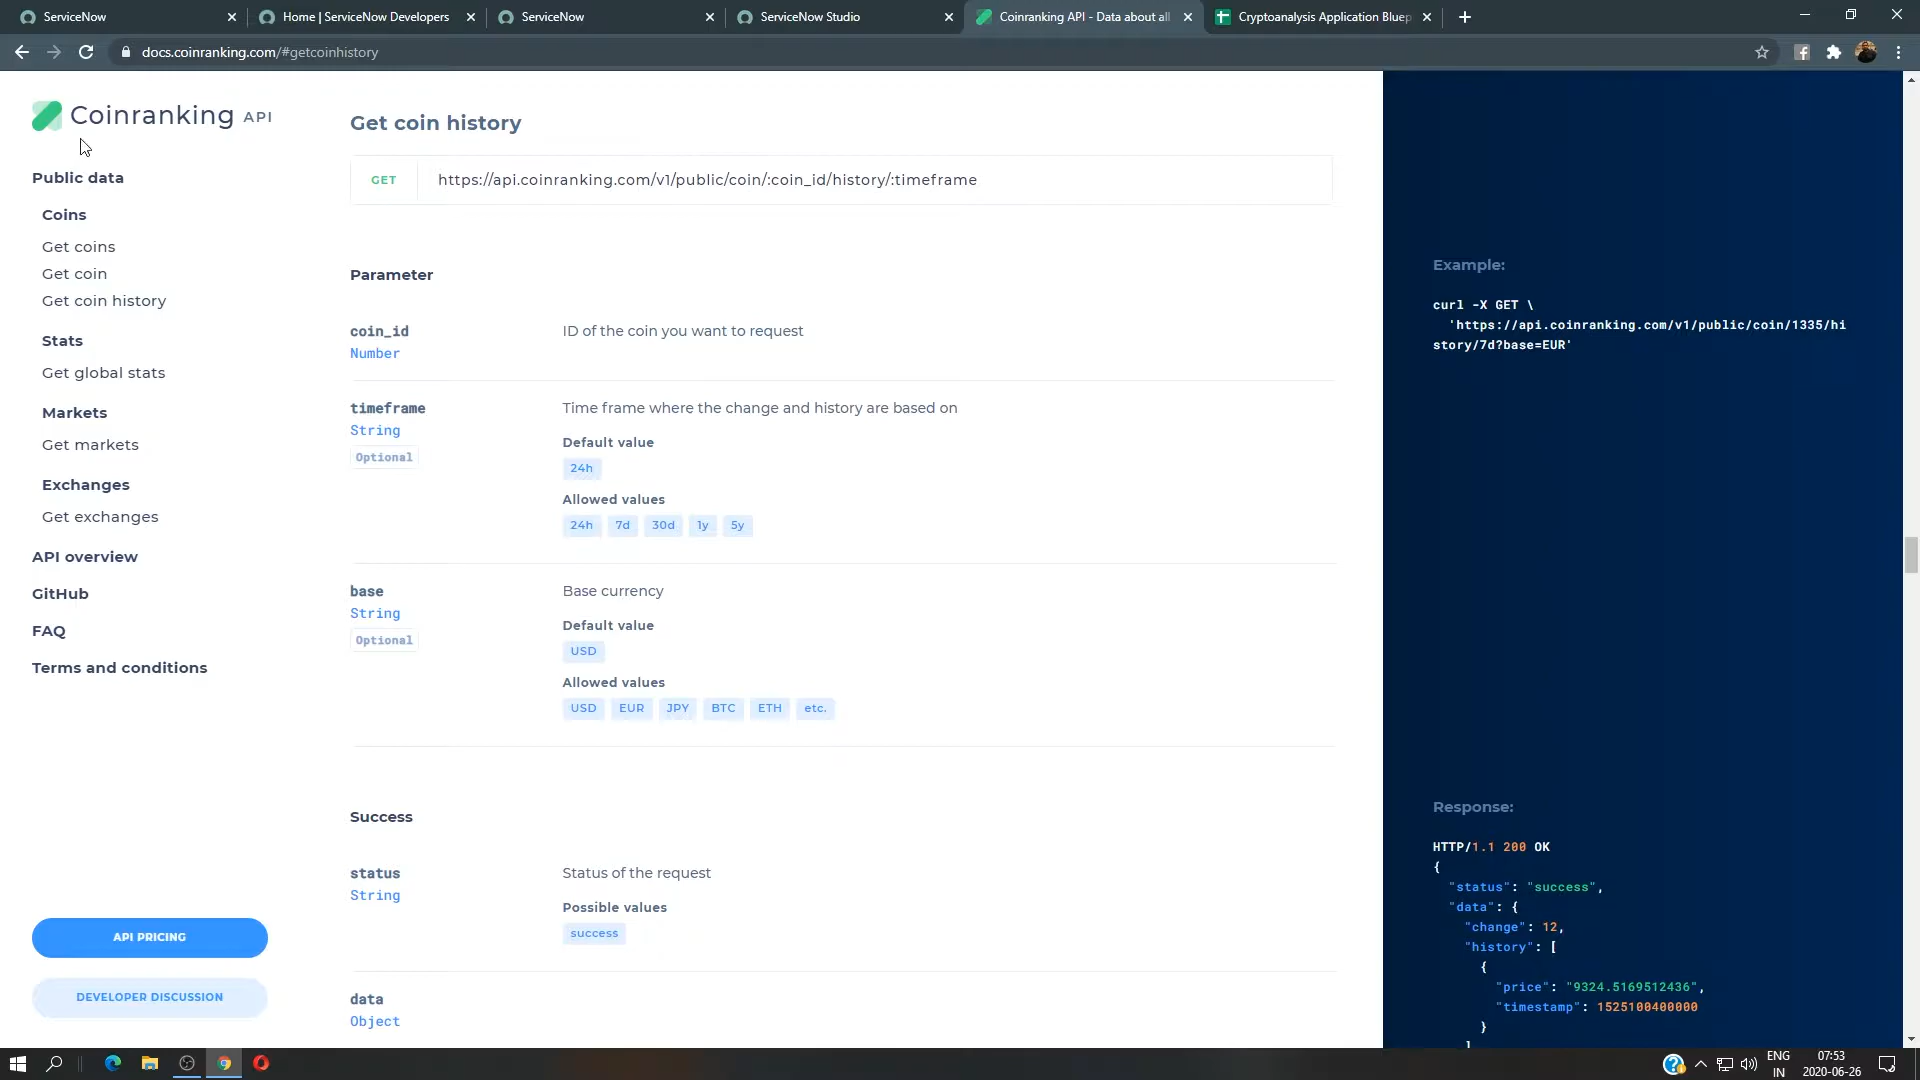 ServiceNow
Home | ServiceNow Developers
ServiceNow
ServiceNow Studio
Coinranking API - Data about all
Cryptoanalysis Application Bluep
docs.coinranking.com/#getcoinhistory
Coinranking API
Public data
Coins
Get coins
Get coin
Get coin history
Stats
Get global stats
Markets
Get markets
Exchanges
Get exchanges
API overview
GitHub
FAQ
Terms and conditions
API PRICING
DEVELOPER DISCUSSION
Get coin history
GET https://api.coinranking.com/v1/public/coin/:coin_id/history/:timeframe
Parameter
coin_id
Number
ID of the coin you want to request
timeframe
String
Optional
Time frame where the change and history are based on
Default value
24h
Allowed values
24h 7d 30d 1y 5y
base
String
Optional
Base currency
Default value
USD
Allowed values
USD EUR JPY BTC ETH etc.
Success
status
String
Status of the request
Possible values
success
data
Object
Example:
curl -X GET \
'https://api.coinranking.com/v1/public/coin/1335/hi
story/7d?base=EUR'
Response:
HTTP/1.1 200 OK
{
"status": "success",
"data": {
"change": 12,
"history": [
{
"price": "9324.5169512436",
"timestamp": 1525100400000
}
]
ENG
IN
07:53
2020-06-26